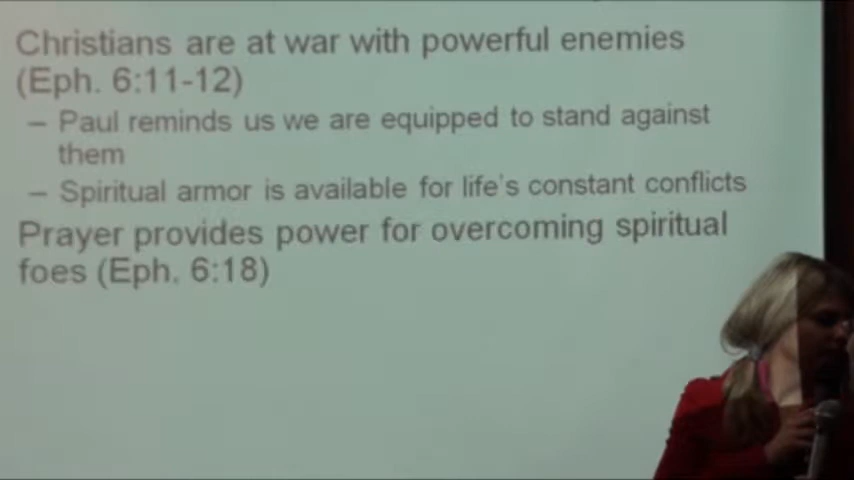 Christians are at war with powerful enemies
(Eph. 6:11-12)
– Paul reminds us we are equipped to stand against
them
– Spiritual armor is available for life's constant conflicts
Prayer provides power for overcoming spiritual
foes (Eph. 6:18)